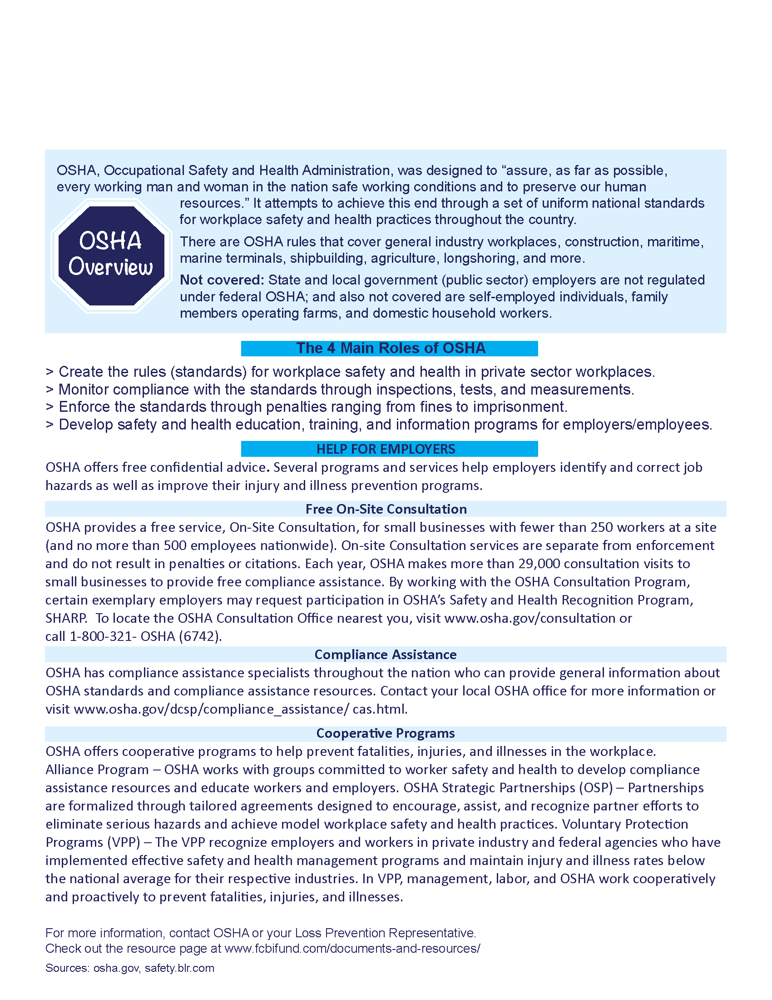 OSHA, Occupational Safety and Health Administration, was designed to “assure, as far as possible,
every working man and woman in the nation safe working conditions and to preserve our human
resources.” It attempts to achieve this end through a set of uniform national standards
for workplace safety and health practices throughout the country.
OSHA
Overview
There are OSHA rules that cover general industry workplaces, construction, maritime,
marine terminals, shipbuilding, agriculture, longshoring, and more.
Not covered: State and local government (public sector) employers are not regulated
under federal OSHA; and also not covered are self-employed individuals, family
members operating farms, and domestic household workers.
The 4 Main Roles of OSHA
> Create the rules (standards) for workplace safety and health in private sector workplaces.
> Monitor compliance with the standards through inspections, tests, and measurements.
> Enforce the standards through penalties ranging from fines to imprisonment.
> Develop safety and health education, training, and information programs for employers/employees.
HELP FOR EMPLOYERS
OSHA offers free confidential advice. Several programs and services help employers identify and correct job
hazards as well as improve their injury and illness prevention programs.
Free On-Site Consultation
OSHA provides a free service, On-Site Consultation, for small businesses with fewer than 250 workers at a site
(and no more than 500 employees nationwide). On-site Consultation services are separate from enforcement
and do not result in penalties or citations. Each year, OSHA makes more than 29,000 consultation visits to
small businesses to provide free compliance assistance. By working with the OSHA Consultation Program,
certain exemplary employers may request participation in OSHA’s Safety and Health Recognition Program,
SHARP.  To locate the OSHA Consultation Office nearest you, visit www.osha.gov/consultation or
call 1-800-321- OSHA (6742).
Compliance Assistance
OSHA has compliance assistance specialists throughout the nation who can provide general information about
OSHA standards and compliance assistance resources. Contact your local OSHA office for more information or
visit www.osha.gov/dcsp/compliance_assistance/ cas.html.
Cooperative Programs
OSHA offers cooperative programs to help prevent fatalities, injuries, and illnesses in the workplace.
Alliance Program – OSHA works with groups committed to worker safety and health to develop compliance
assistance resources and educate workers and employers. OSHA Strategic Partnerships (OSP) – Partnerships
are formalized through tailored agreements designed to encourage, assist, and recognize partner efforts to
eliminate serious hazards and achieve model workplace safety and health practices. Voluntary Protection
Programs (VPP) – The VPP recognize employers and workers in private industry and federal agencies who have
implemented effective safety and health management programs and maintain injury and illness rates below
the national average for their respective industries. In VPP, management, labor, and OSHA work cooperatively
and proactively to prevent fatalities, injuries, and illnesses.
For more information, contact OSHA or your Loss Prevention Representative.
Check out the resource page at www.fcbifund.com/documents-and-resources/
Sources: osha.gov, safety.blr.com